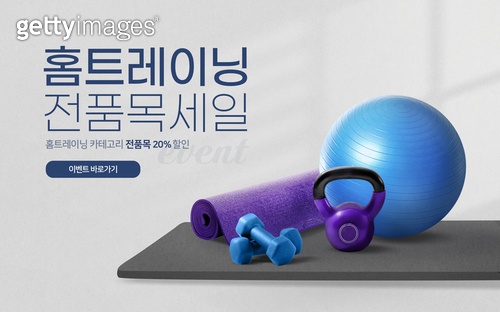 gettyimages®
홈트레이닝
전품목세일
홈트레이닝 카테고리 전품목 20% 할인
event
이벤트 바로가기